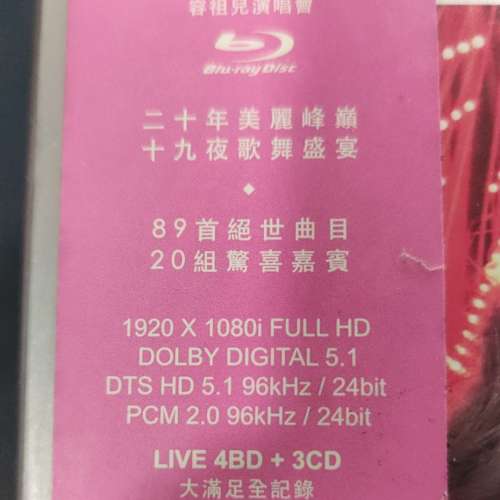 容祖兒演唱會
Blu-ray Disc
二十年美麗峰巔
十九夜歌舞盛宴
89首絕世曲目
20組驚喜嘉賓
1920 X 1080i FULL HD
DOLBY DIGITAL 5.1
DTS HD 5.1 96kHz / 24bit
PCM 2.0 96kHz / 24bit
LIVE 4BD + 3CD
大滿足全記錄